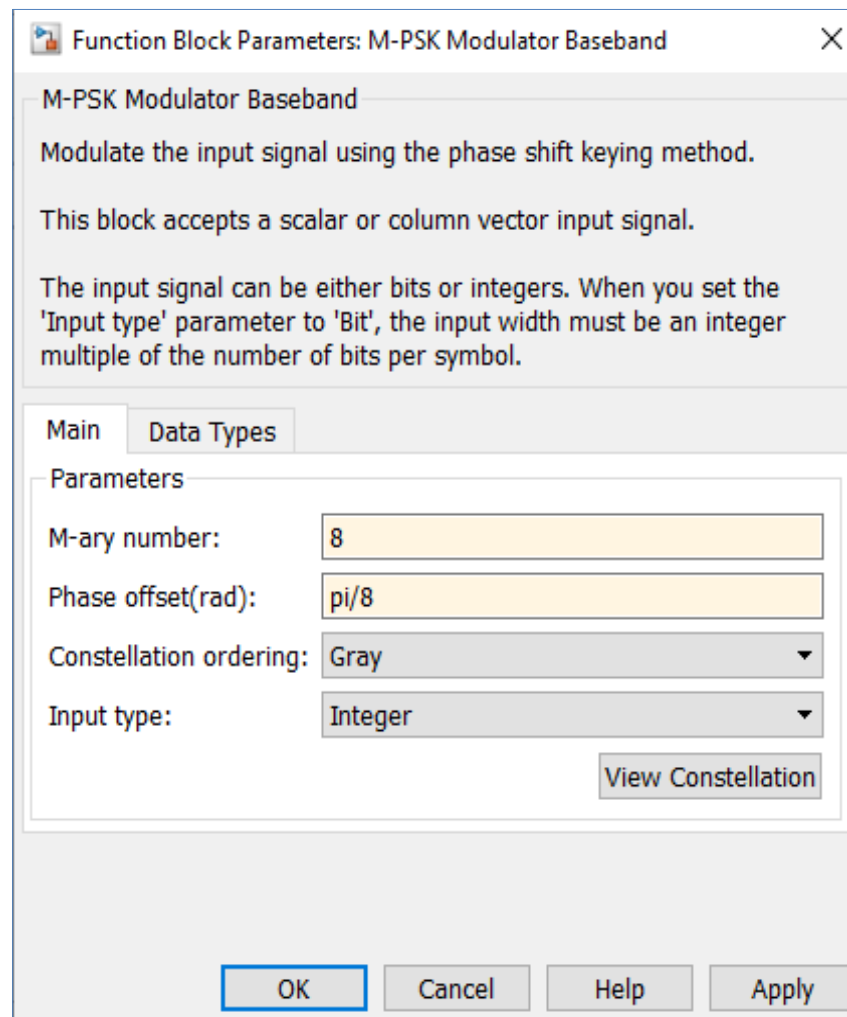 Function Block Parameters: M-PSK Modulator Baseband
M-PSK Modulator Baseband
Modulate the input signal using the phase shift keying method.
This block accepts a scalar or column vector input signal.
The input signal can be either bits or integers. When you set the
'Input type' parameter to 'Bit', the input width must be an integer
multiple of the number of bits per symbol.
Main Data Types
Parameters
M-ary number: 8
Phase offset(rad): pi/8
Constellation ordering: Gray
Input type: Integer
View Constellation
OK Cancel Help Apply